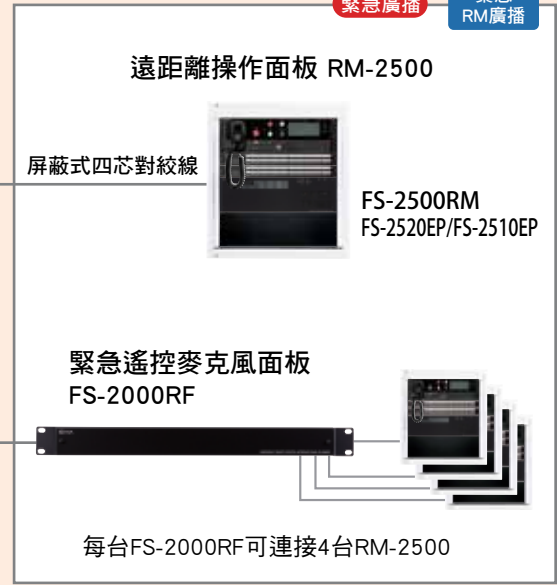 緊急廣播
RM廣播
遠距離操作面板 RM-2500
屏蔽式四芯對絞線
FS-2500RM
FS-2520EP/FS-2510EP
緊急遙控麥克風面板
FS-2000RF
每台FS-2000RF可連接4台RM-2500